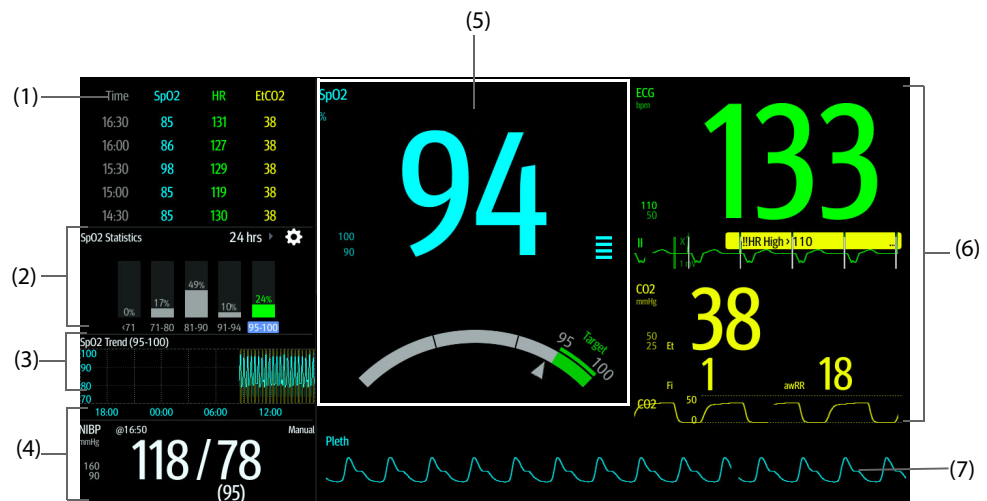 (5)
(1)
Time SpO2 HR EtCO2
16:30 85 131 38
16:00 86 127 38
15:30 98 129 38
15:00 85 119 38
14:30 85 130 38
(2)
SpO2 Statistics 24 hrs
0% 17% 49% 10% 24%
<71 71-80 81-90 91-94 95-100
(3)
SpO2 Trend (95-100)
100
90
80
70
18:00 00:00 06:00 12:00
(4)
NIBP @16:50 Manual
mmHg
160
90
118/78
(95)
SpO2
%
94
100
90
95 Target 100
Pleth
(7)
ECG
bpm
133
110
50
(6)
II X1
!!HR High > 110 ...
CO2
mmHg
38
50
25 Et
Fi 1 awRR 18
CO2 50
0